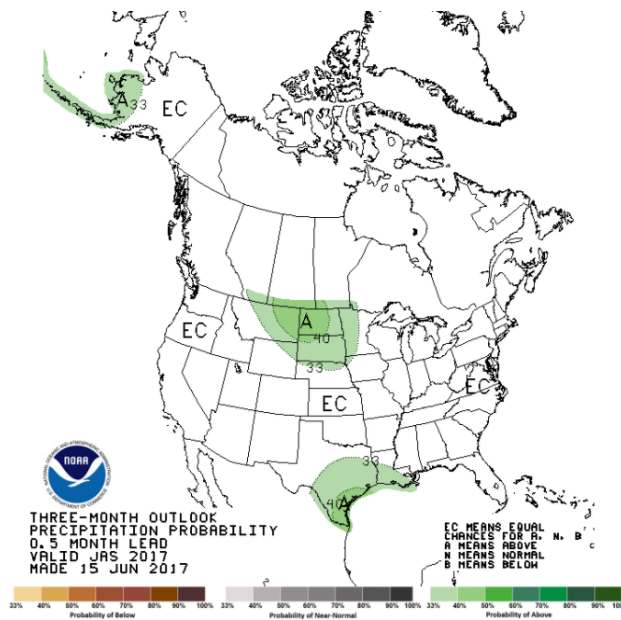 A 33
EC
A
40
EC
33
EC
EC
33
40 A
NOAA
THREE-MONTH OUTLOOK
PRECIPITATION PROBABILITY
0.5 MONTH LEAD
VALID JAS 2017
MADE 15 JUN 2017
EC MEANS EQUAL
CHANCES FOR A, N, B
A MEANS ABOVE
N MEANS NORMAL
B MEANS BELOW
33% 40% 50% 60% 80% 90% 100%
Probability of Below
33% 40% 50% 60% 80% 90% 100%
Probability of Near-Normal
33% 40% 50% 60% 80% 90% 100%
Probability of Above